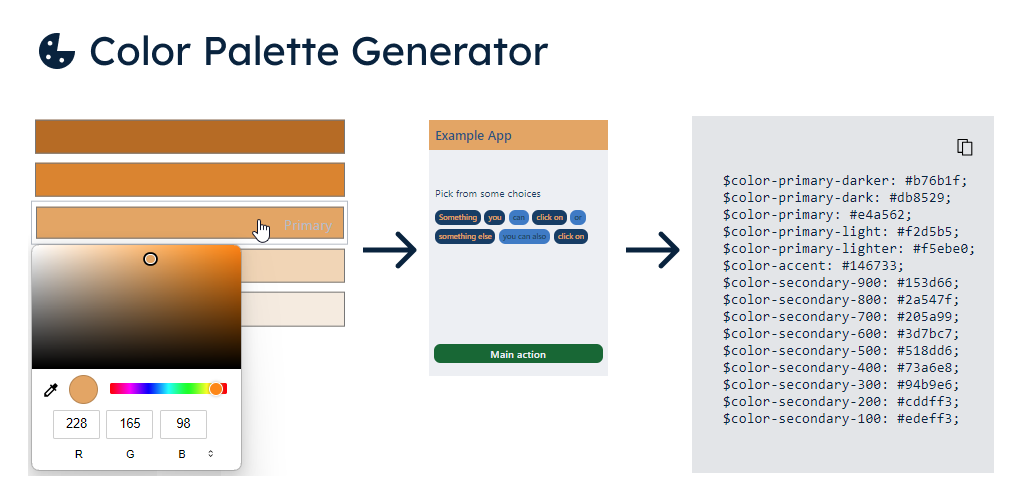 Color Palette Generator
Primary
228 165 98
R G B
Example App
Pick from some choices
Something you can click on or
something else you can also click on
Main action
$color-primary-darker: #b76b1f;
$color-primary-dark: #db8529;
$color-primary: #e4a562;
$color-primary-light: #f2d5b5;
$color-primary-lighter: #f5ebe0;
$color-accent: #146733;
$color-secondary-900: #153d66;
$color-secondary-800: #2a547f;
$color-secondary-700: #205a99;
$color-secondary-600: #3d7bc7;
$color-secondary-500: #518dd6;
$color-secondary-400: #73a6e8;
$color-secondary-300: #94b9e6;
$color-secondary-200: #cddff3;
$color-secondary-100: #edeff3;